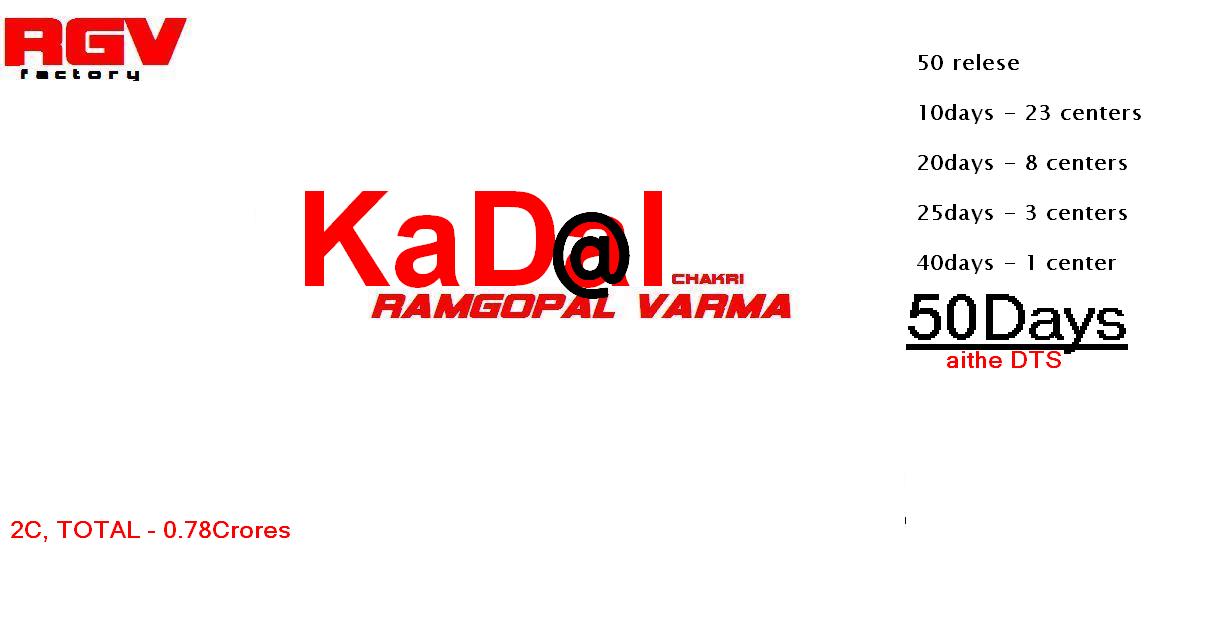 RGV
factory
KaD@l
CHAKRI
RAMGOPAL VARMA
50 relese
10days - 23 centers
20days - 8 centers
25days - 3 centers
40days - 1 center
50Days
aithe DTS
2C, TOTAL - 0.78Crores